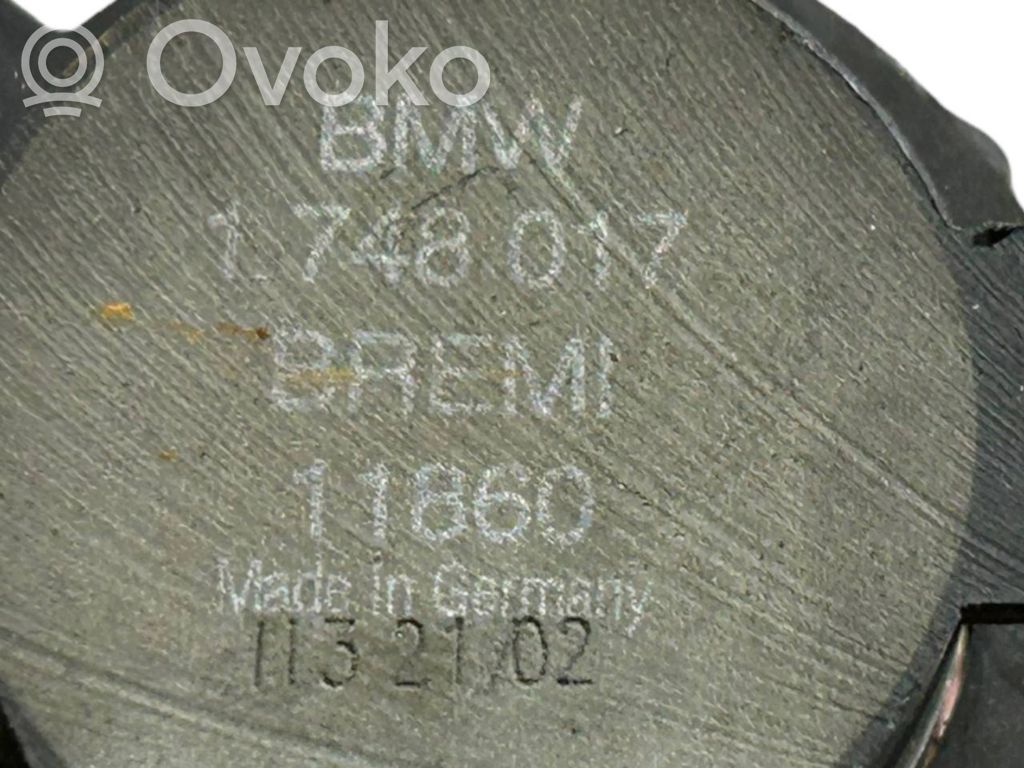 Ovoko
BMW
1 748 017
BREMI
11860
Made in Germany
113 21/02